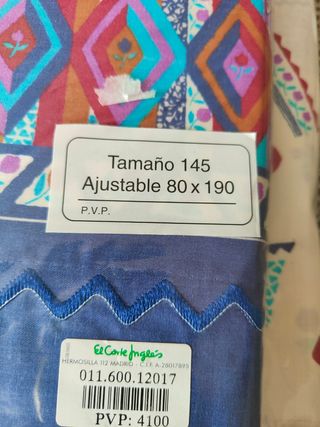 Tamaño 145
Ajustable 80 x 190
P.V.P.
El Corte Inglés
HERMOSILLA 112 MADRID - C.I.F. A-28017895
011.600.12017
PVP: 4100